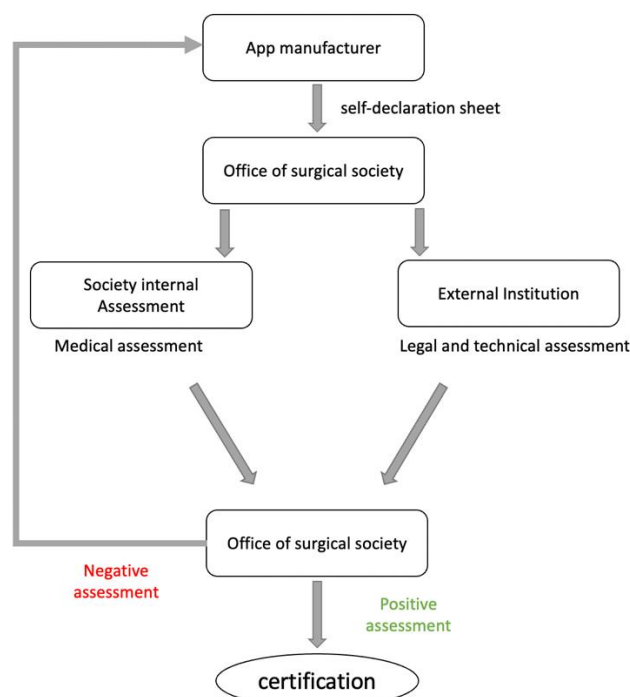 App manufacturer
self-declaration sheet
Office of surgical society
Society internal
Assessment
External Institution
Medical assessment
Legal and technical assessment
Office of surgical society
Negative
assessment
Positive
assessment
certification